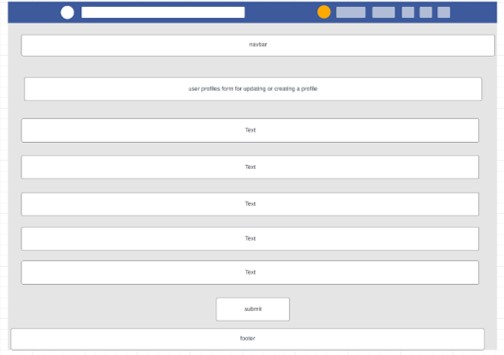 navbar
user profiles form for updating or creating a profile
Text
Text
Text
Text
Text
submit
footer